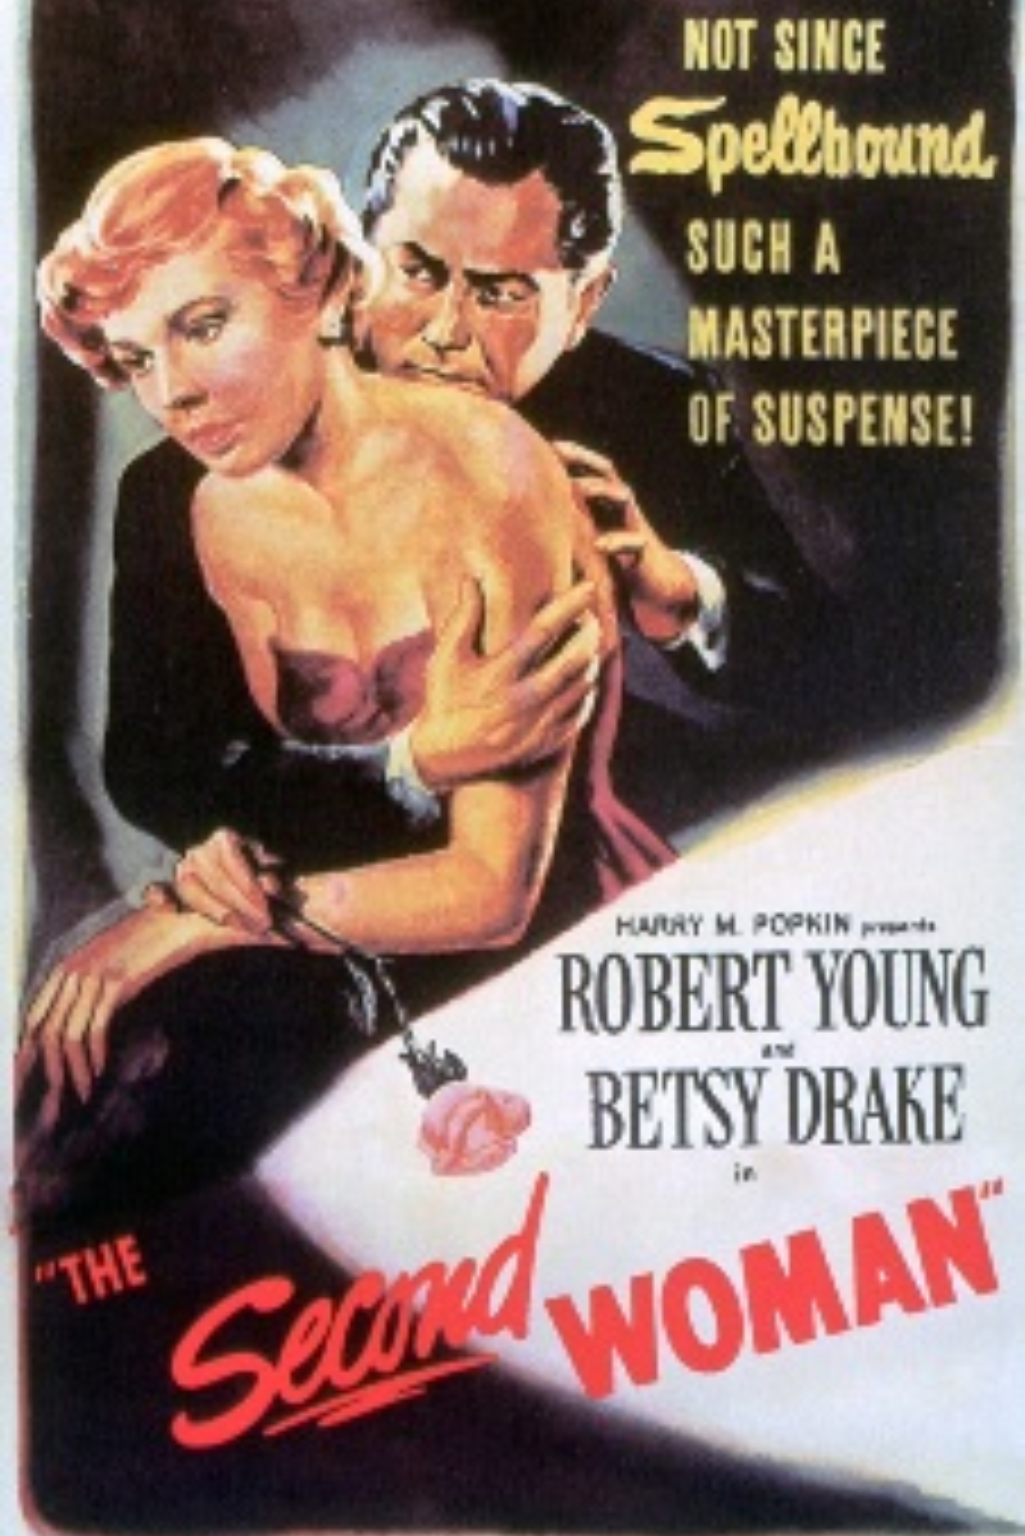 NOT SINCE
Spellbound
SUCH A
MASTERPIECE
OF SUSPENSE!
HARRY M. POPKIN presents
ROBERT YOUNG
and
BETSY DRAKE
in
"THE
Second
WOMAN"